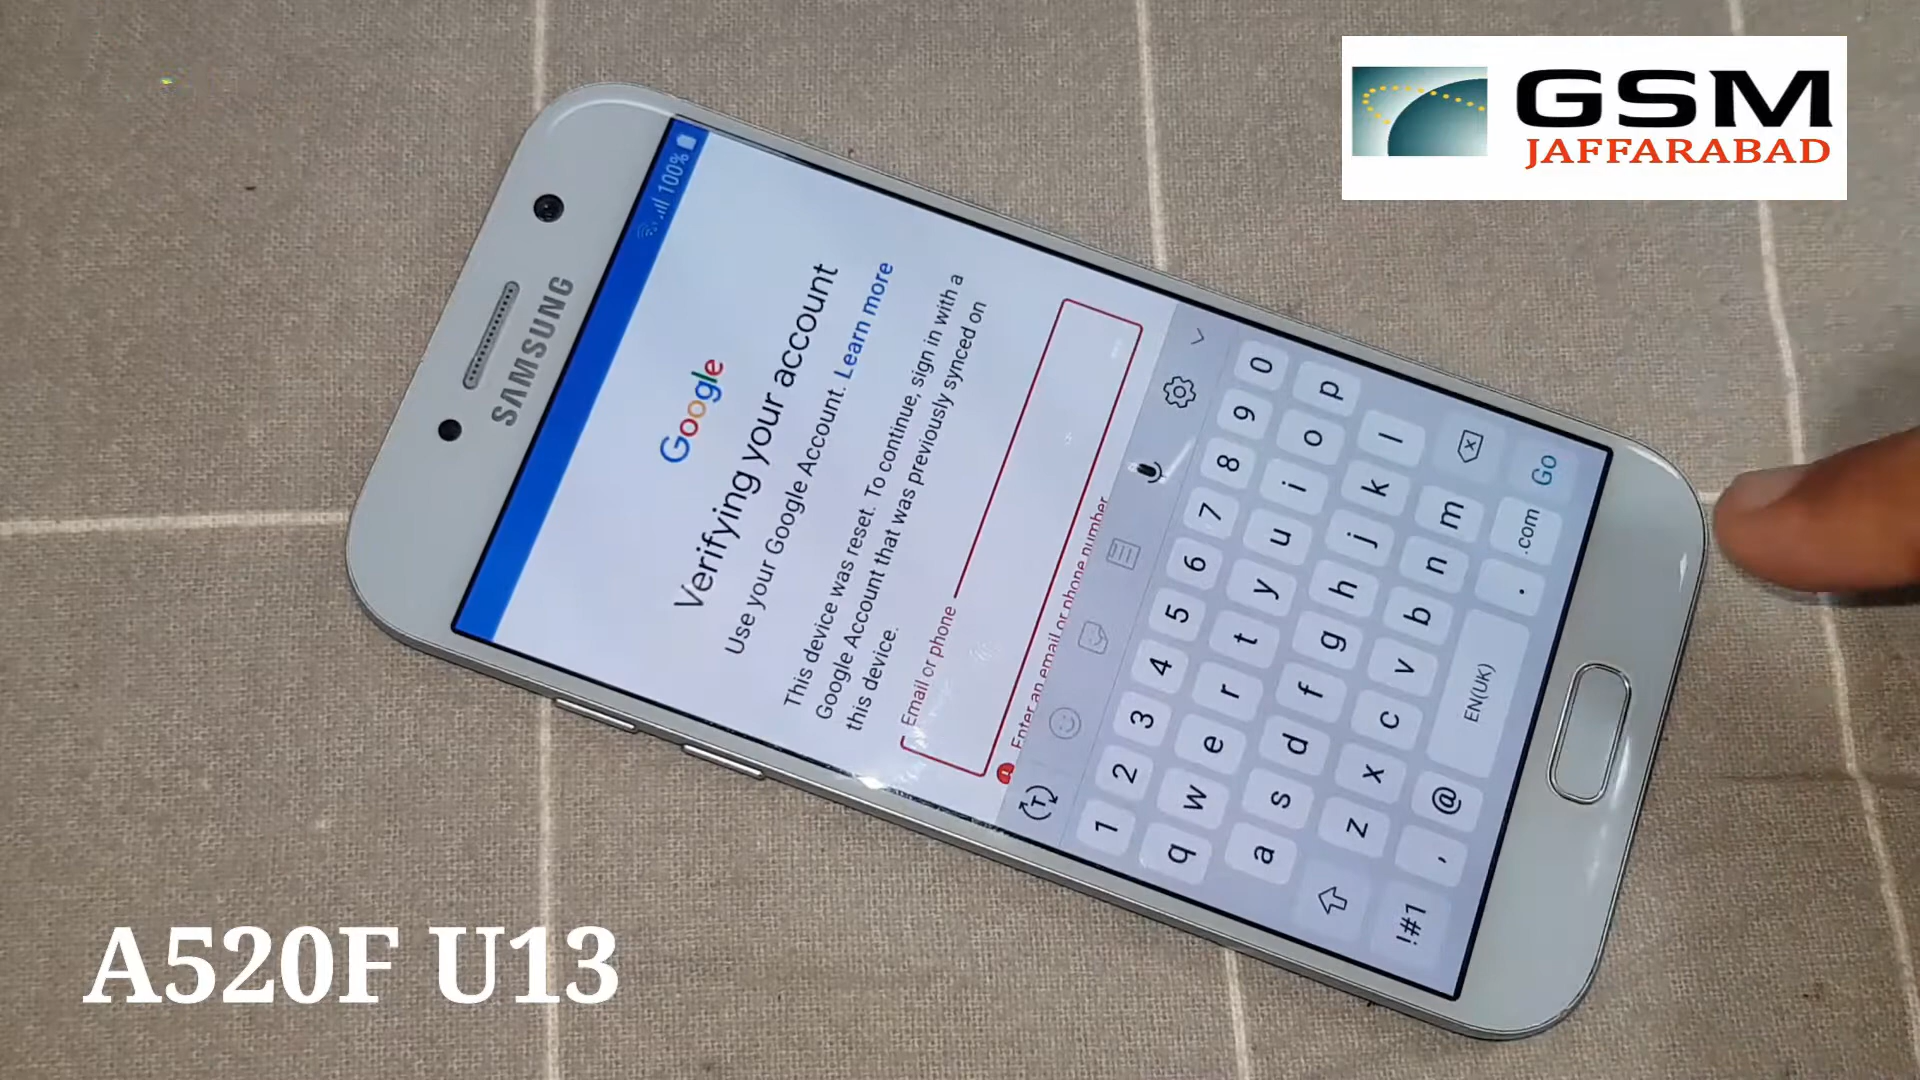 GSM
JAFFARABAD
SAMSUNG
100%
Google
Verifying your account
Use your Google Account. Learn more
This device was reset. To continue, sign in with a
Google Account that was previously synced on
this device.
Email or phone
Enter an email or phone number
1 2 3 4 5 6 7 8 9 0
q w e r t y u i o p
a s d f g h j k l
z x c v b n m
!#1 , @ EN(UK) . .com Go
A520F U13